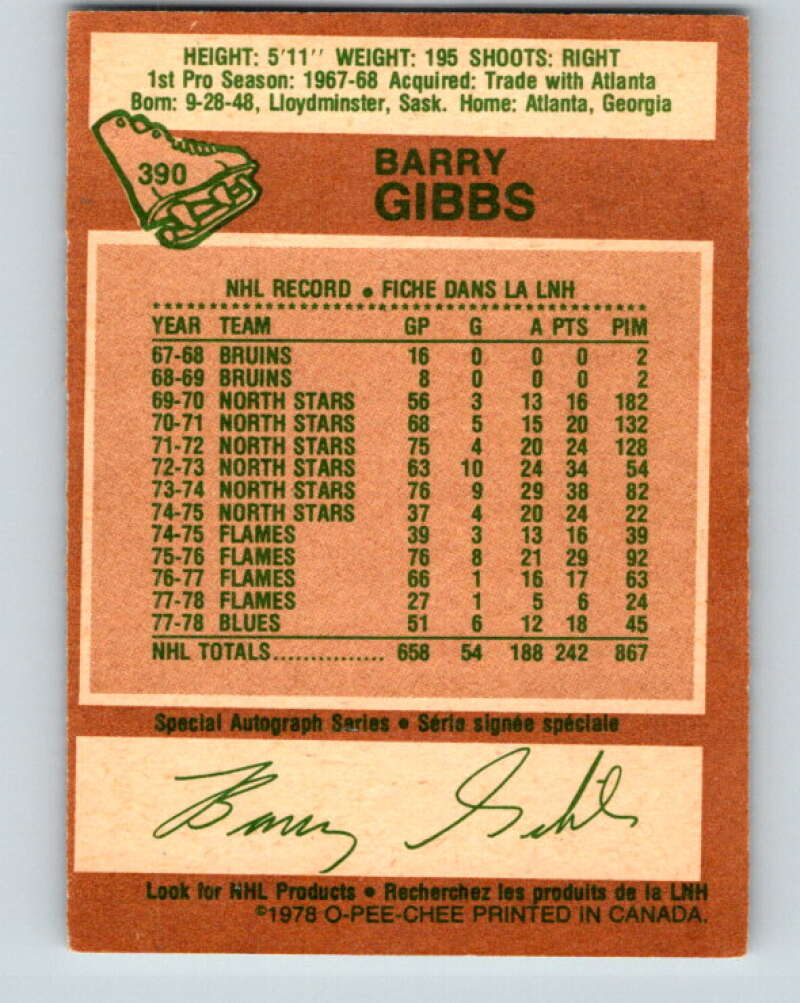 HEIGHT: 5'11'' WEIGHT: 195 SHOOTS: RIGHT
1st Pro Season: 1967-68 Acquired: Trade with Atlanta
Born: 9-28-48, Lloydminster, Sask. Home: Atlanta, Georgia
390
BARRY
GIBBS
NHL RECORD • FICHE DANS LA LNH
YEAR TEAM GP G A PTS PIM
67-68 BRUINS 16 0 0 0 2
68-69 BRUINS 8 0 0 0 2
69-70 NORTH STARS 56 3 13 16 182
70-71 NORTH STARS 68 5 15 20 132
71-72 NORTH STARS 75 4 20 24 128
72-73 NORTH STARS 63 10 24 34 54
73-74 NORTH STARS 76 9 29 38 82
74-75 NORTH STARS 37 4 20 24 22
74-75 FLAMES 39 3 13 16 39
75-76 FLAMES 76 8 21 29 92
76-77 FLAMES 66 1 16 17 63
77-78 FLAMES 27 1 5 6 24
77-78 BLUES 51 6 12 18 45
NHL TOTALS............... 658 54 188 242 867
Special Autograph Series • Série signée spéciale
Barry Gibbs
Look for NHL Products • Recherchez les produits de la LNH
©1978 O-PEE-CHEE PRINTED IN CANADA.